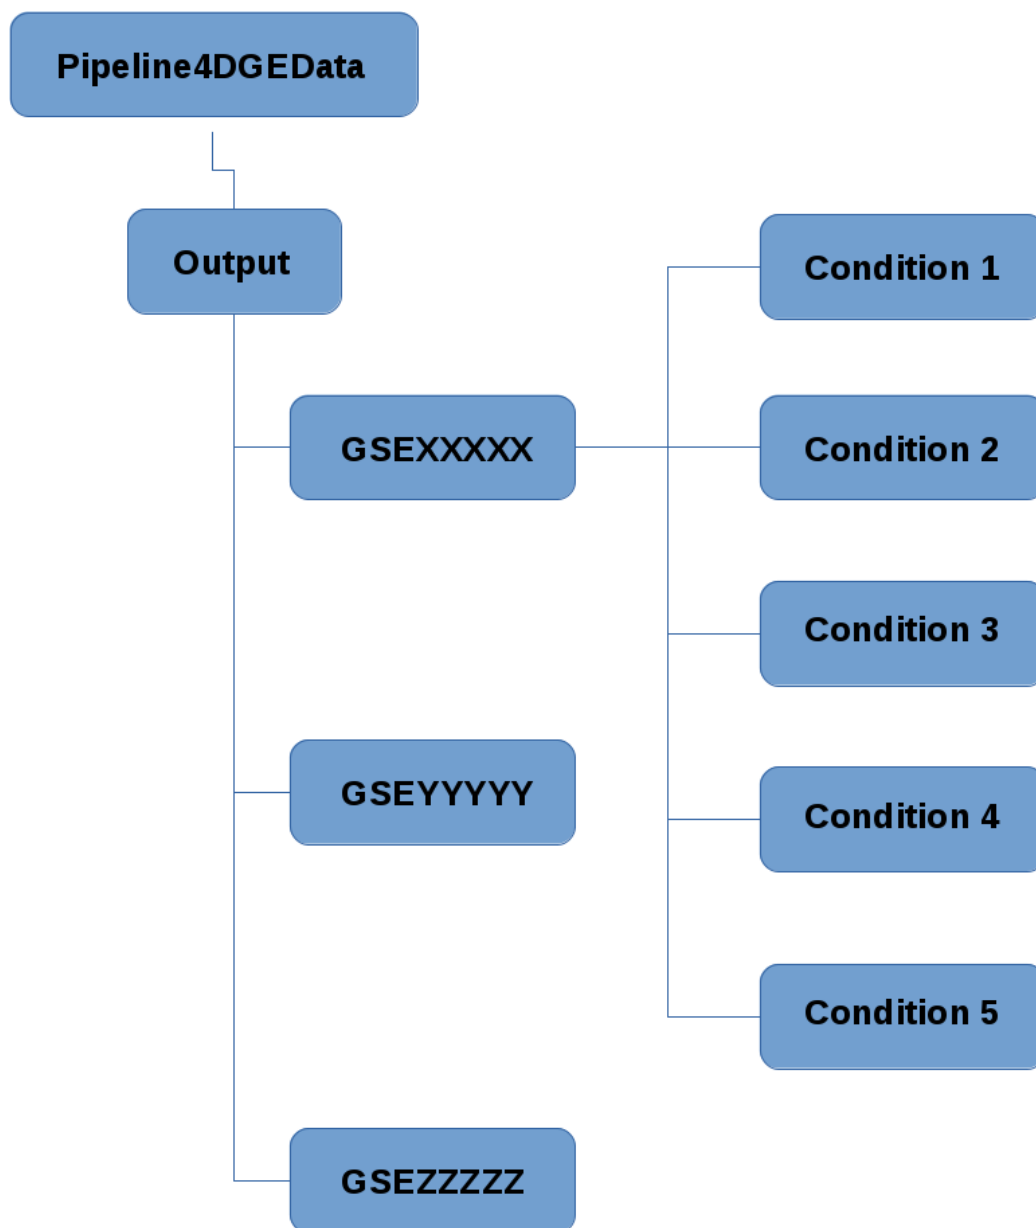 Pipeline4DGEData
Output
GSEXXXXX
Condition 1
Condition 2
Condition 3
Condition 4
Condition 5
GSEYYYYY
GSEZZZZZ